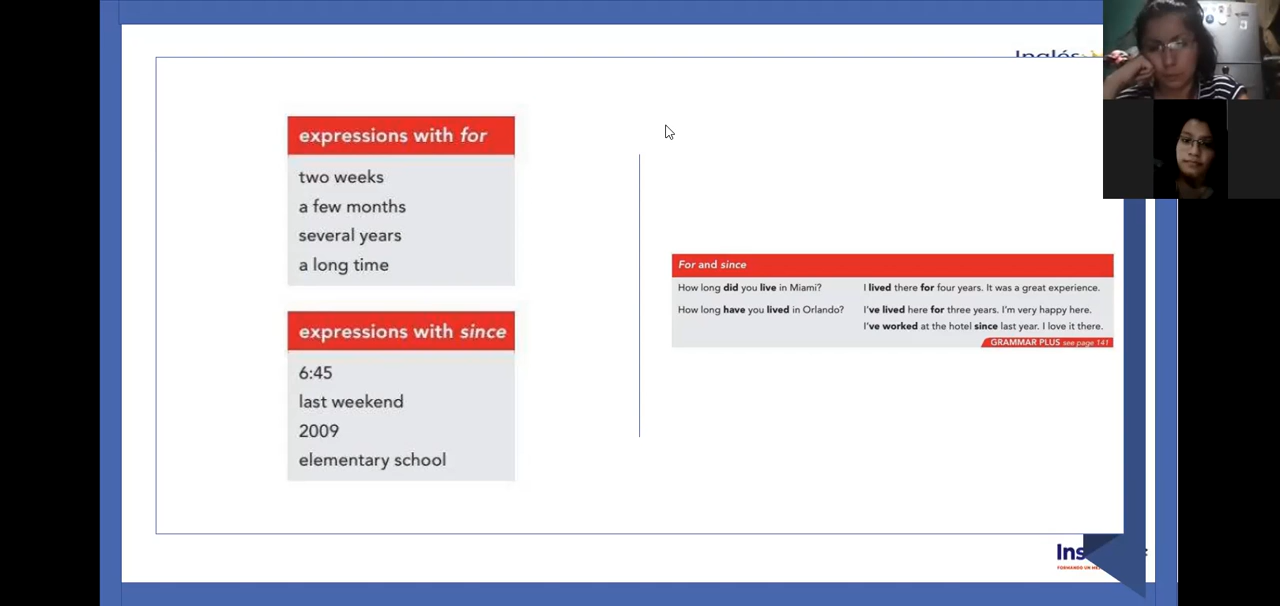 Inglés
expressions with for
two weeks
a few months
several years
a long time
expressions with since
6:45
last weekend
2009
elementary school
For and since
How long did you live in Miami? I lived there for four years. It was a great experience.
How long have you lived in Orlando? I've lived here for three years. I'm very happy here.
I've worked at the hotel since last year. I love it there.
GRAMMAR PLUS see page 141
FORMANDO UN